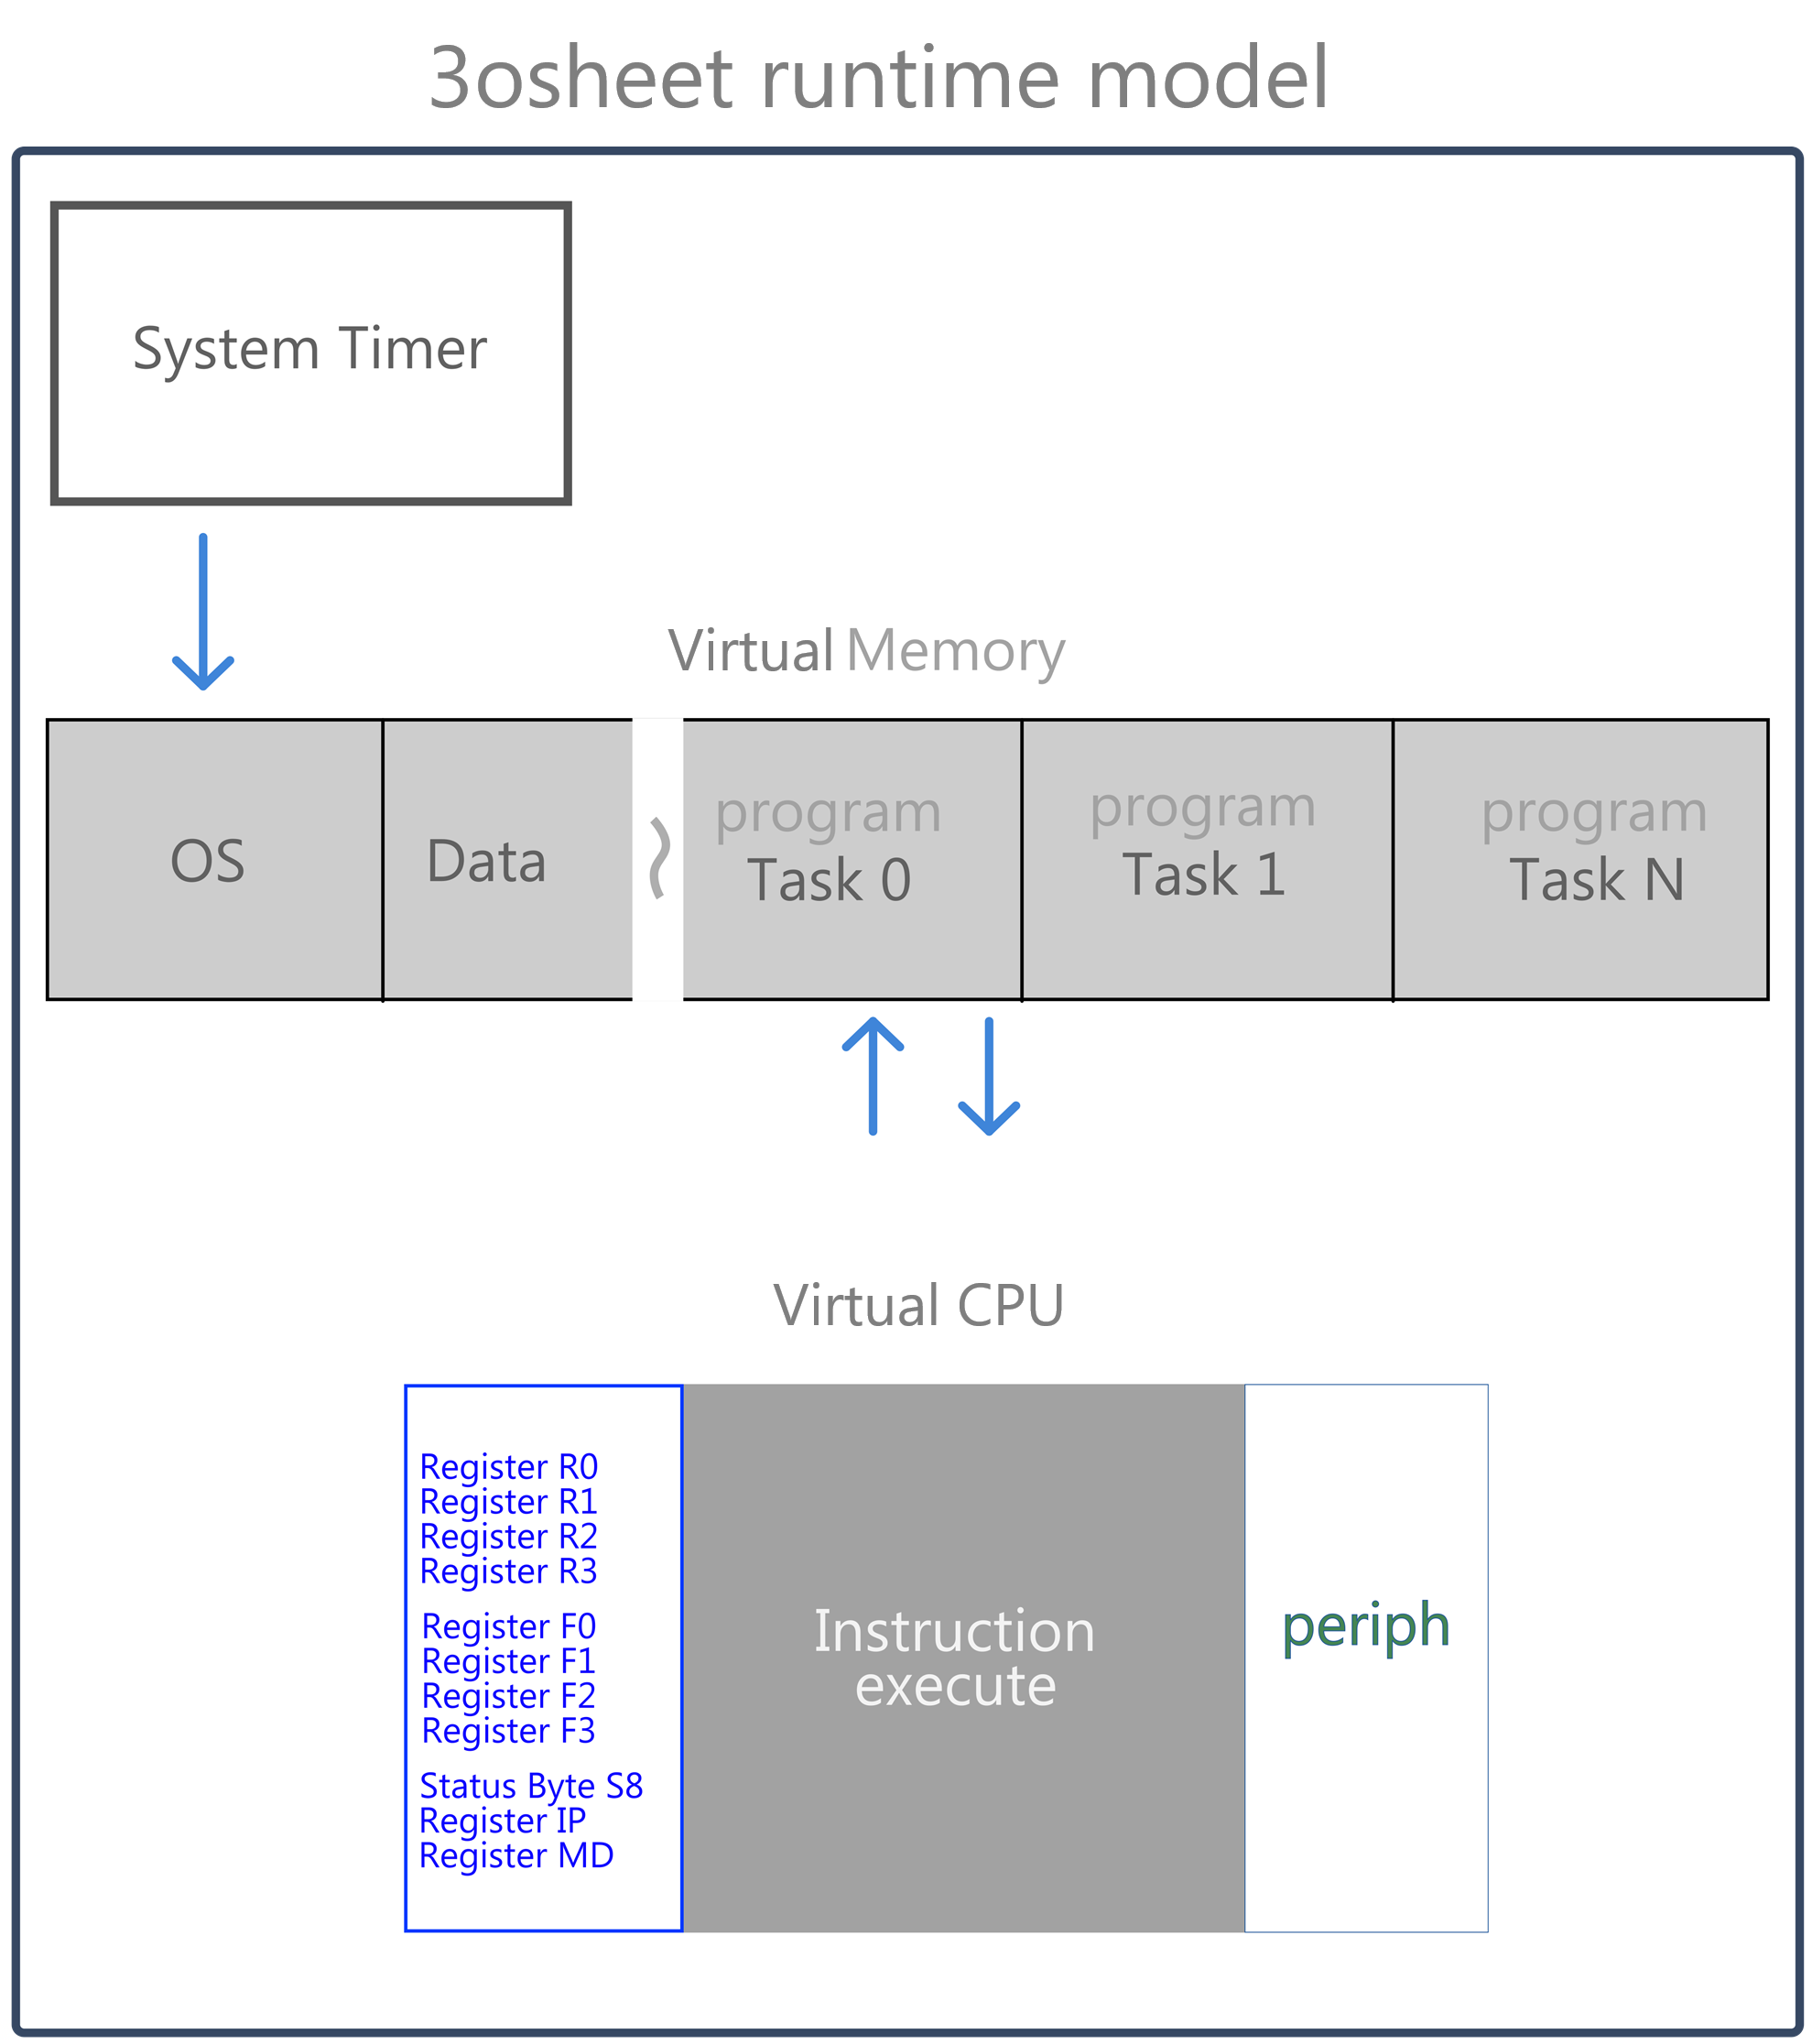 3osheet runtime model
System Timer
Virtual Memory
OS
Data
program
Task 0
program
Task 1
program
Task N
Virtual CPU
Register R0
Register R1
Register R2
Register R3
Register F0
Register F1
Register F2
Register F3
Status Byte S8
Register IP
Register MD
Instruction
execute
periph